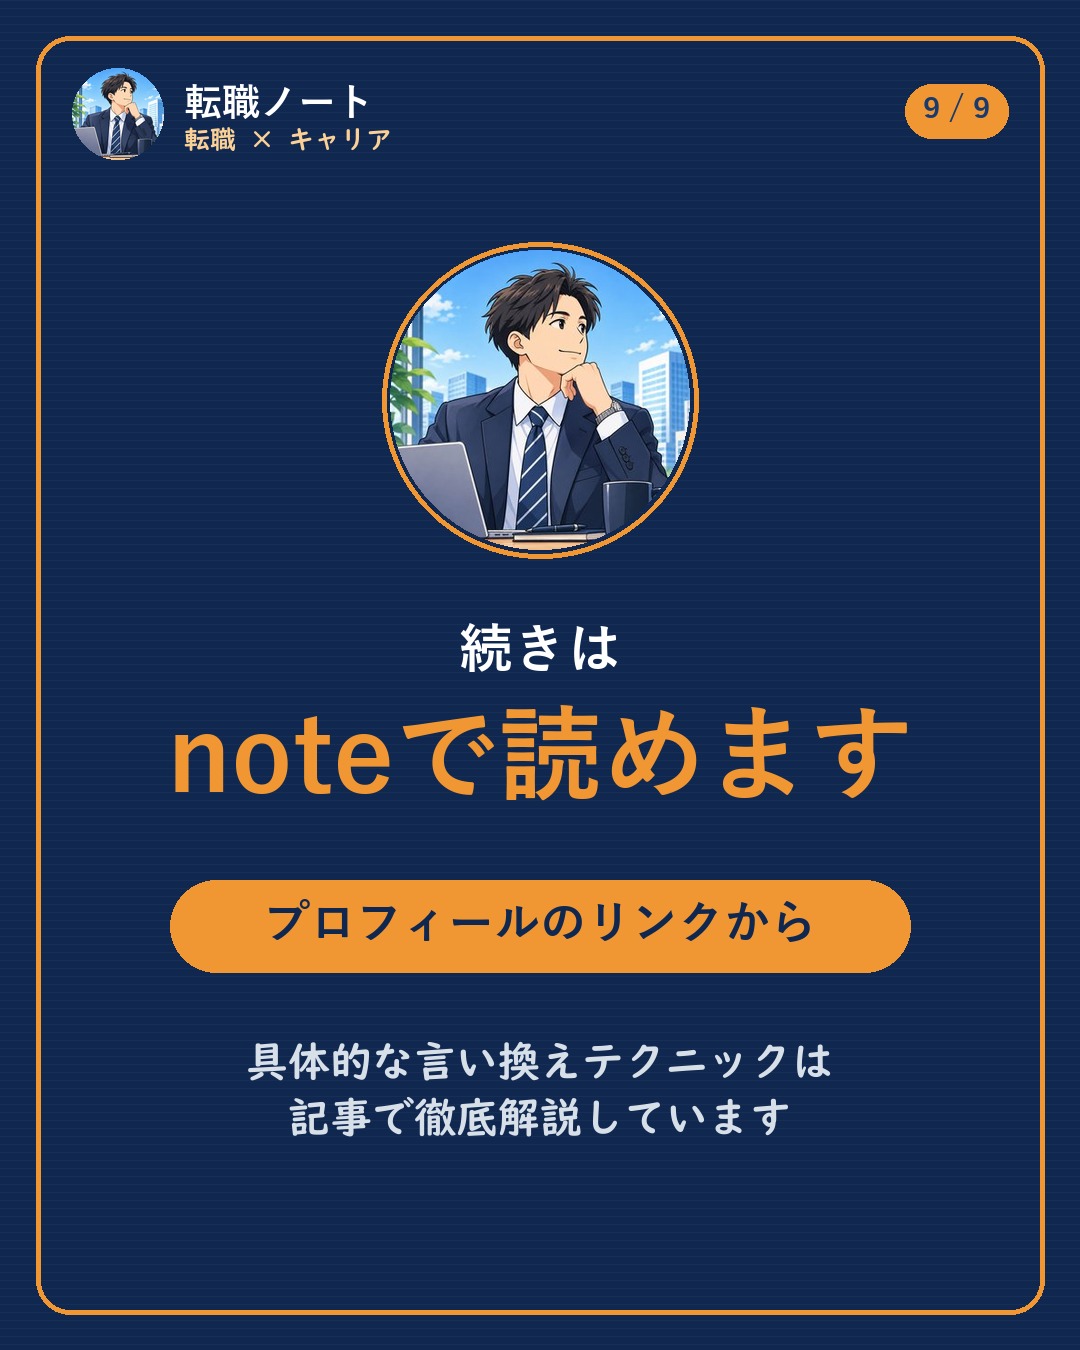 転職ノート
転職 × キャリア
9 / 9
続きは
noteで読めます
プロフィールのリンクから
具体的な言い換えテクニックは
記事で徹底解説しています